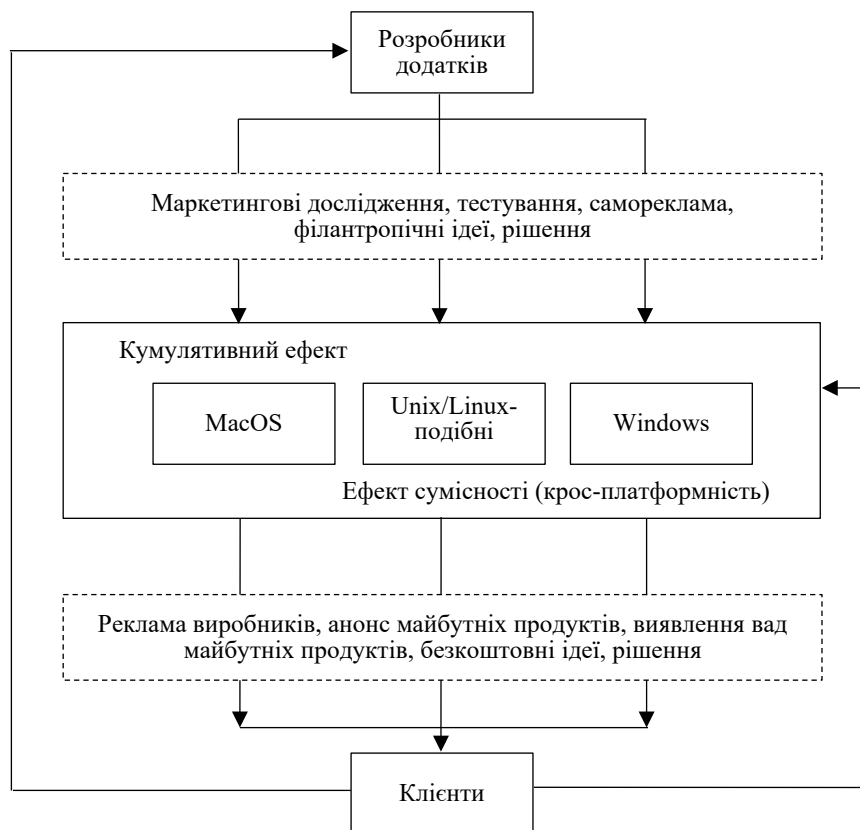 Розробники
додатків
Маркетингові дослідження, тестування, самореклама,
філантропічні ідеї, рішення
Кумулятивний ефект
MacOS
Unix/Linux-
подібні
Windows
Ефект сумісності (крос-платформність)
Реклама виробників, анонс майбутніх продуктів, виявлення вад
майбутніх продуктів, безкоштовні ідеї, рішення
Клієнти